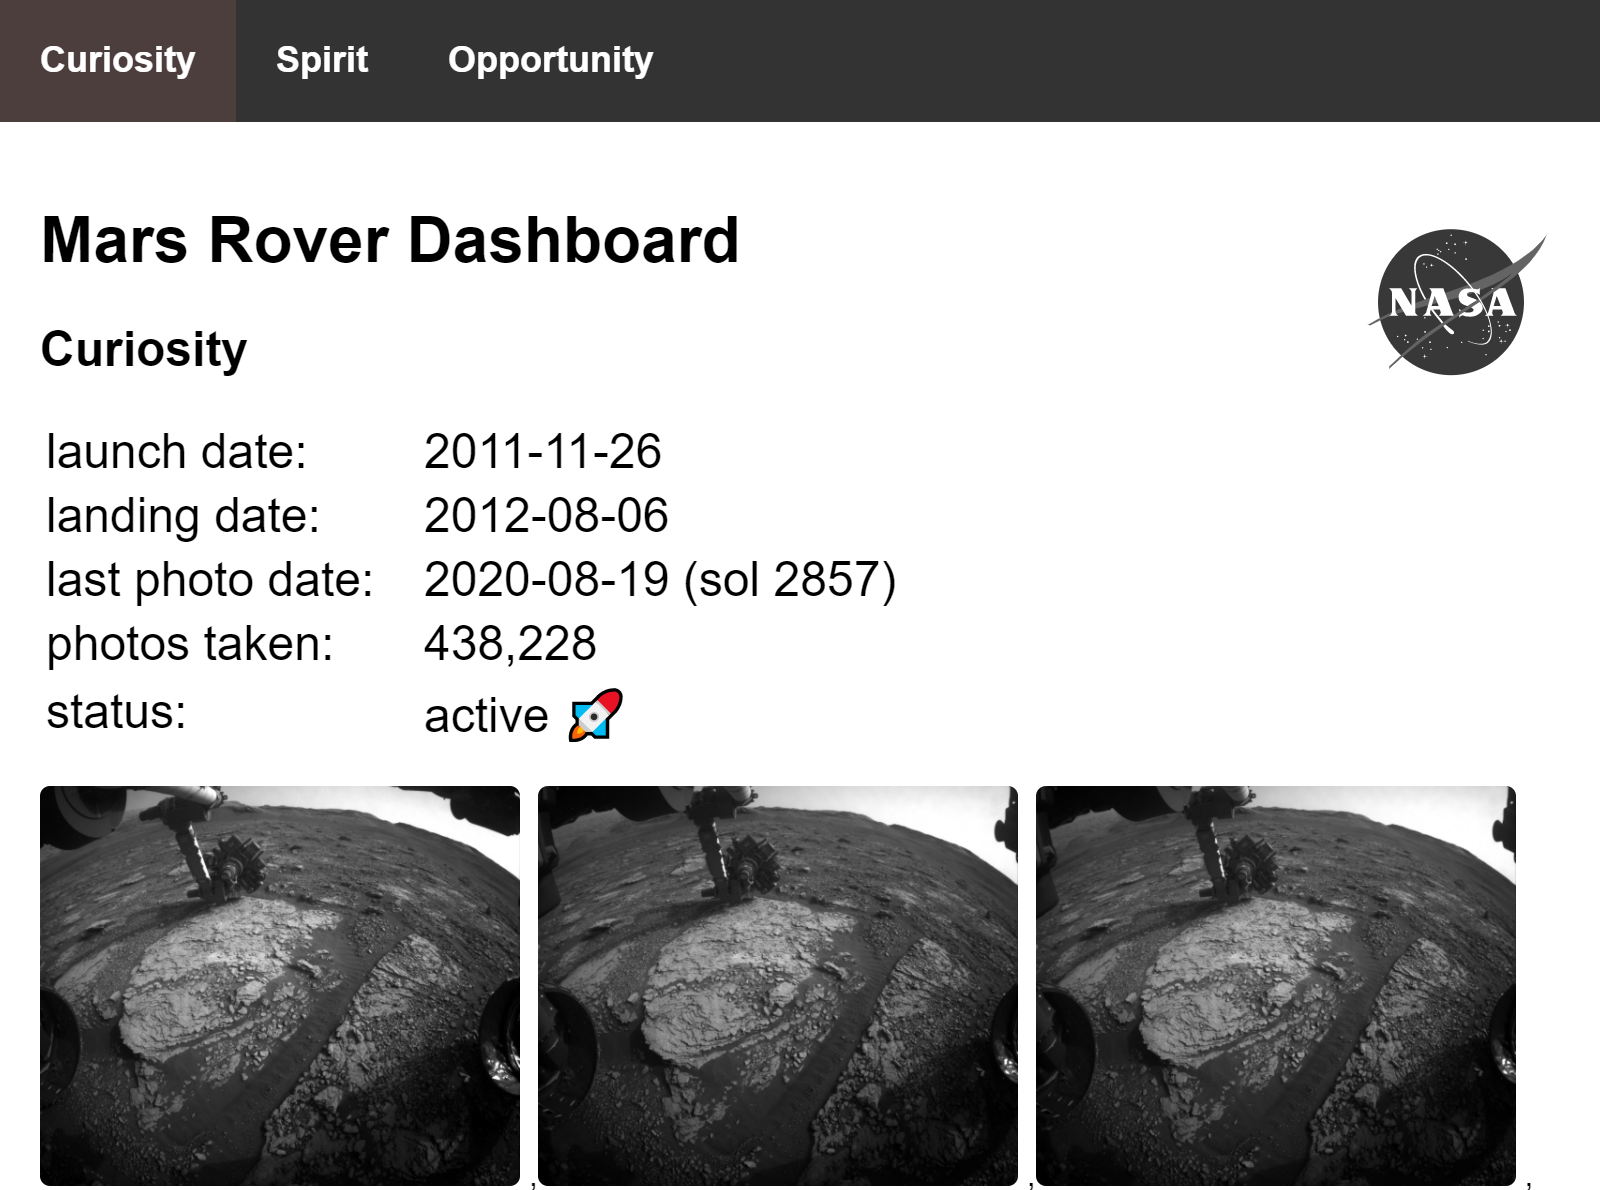 Curiosity Spirit Opportunity
Mars Rover Dashboard
NASA
Curiosity
launch date: 2011-11-26
landing date: 2012-08-06
last photo date: 2020-08-19 (sol 2857)
photos taken: 438,228
status: active 🚀
, , ,